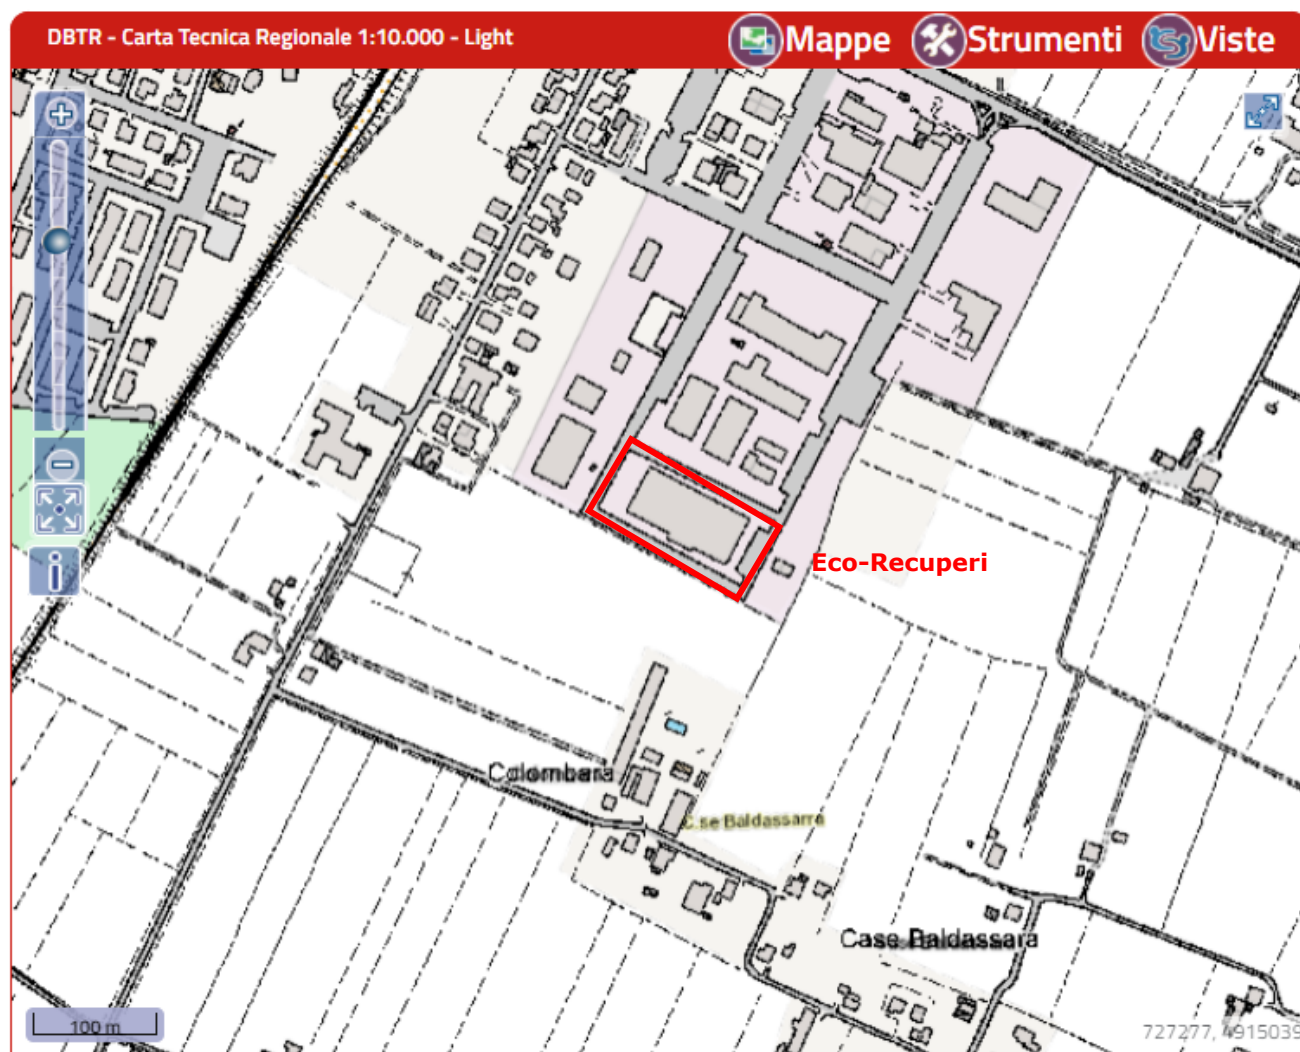 DBTR - Carta Tecnica Regionale 1:10.000 - Light
Mappe
Strumenti
Viste
Eco-Recuperi
Colombara
C.se Baldassarra
Case Baldassara
100 m
727277, 4915039